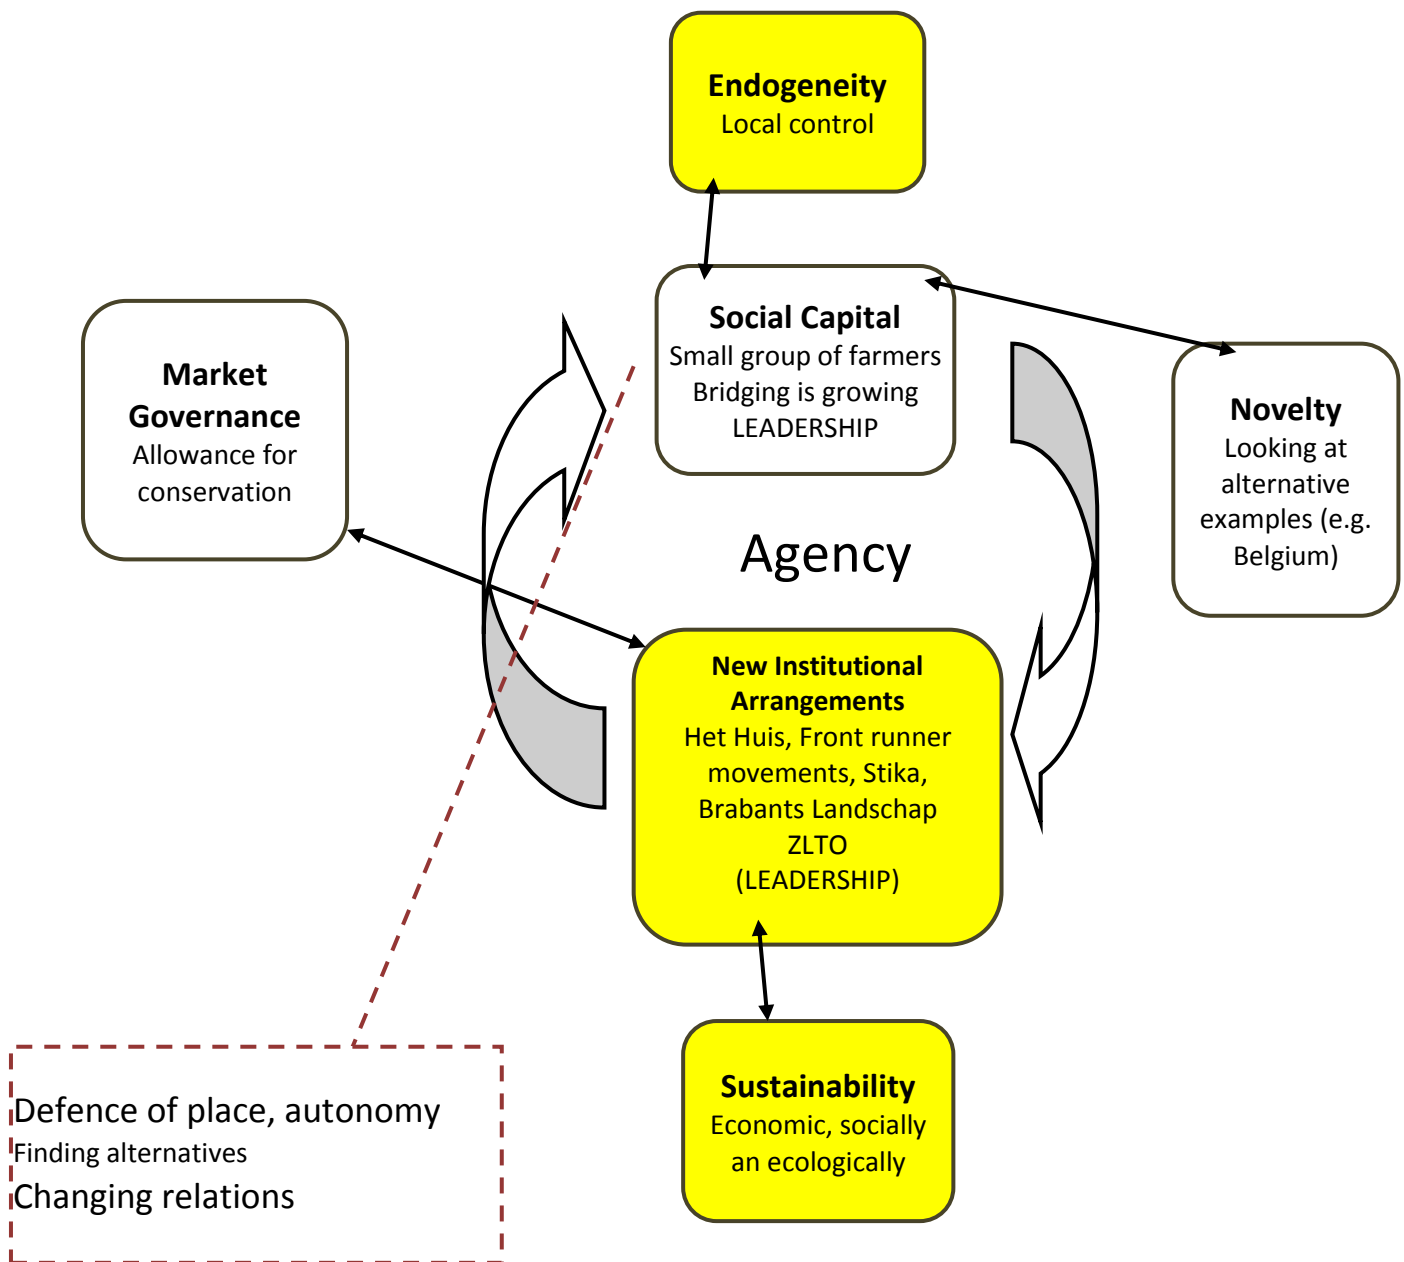 Endogeneity
Local control
Social Capital
Small group of farmers
Bridging is growing
LEADERSHIP
Market
Governance
Allowance for
conservation
Novelty
Looking at
alternative
examples (e.g.
Belgium)
Agency
New Institutional
Arrangements
Het Huis, Front runner
movements, Stika,
Brabants Landschap
ZLTO
(LEADERSHIP)
Sustainability
Economic, socially
an ecologically
Defence of place, autonomy
Finding alternatives
Changing relations